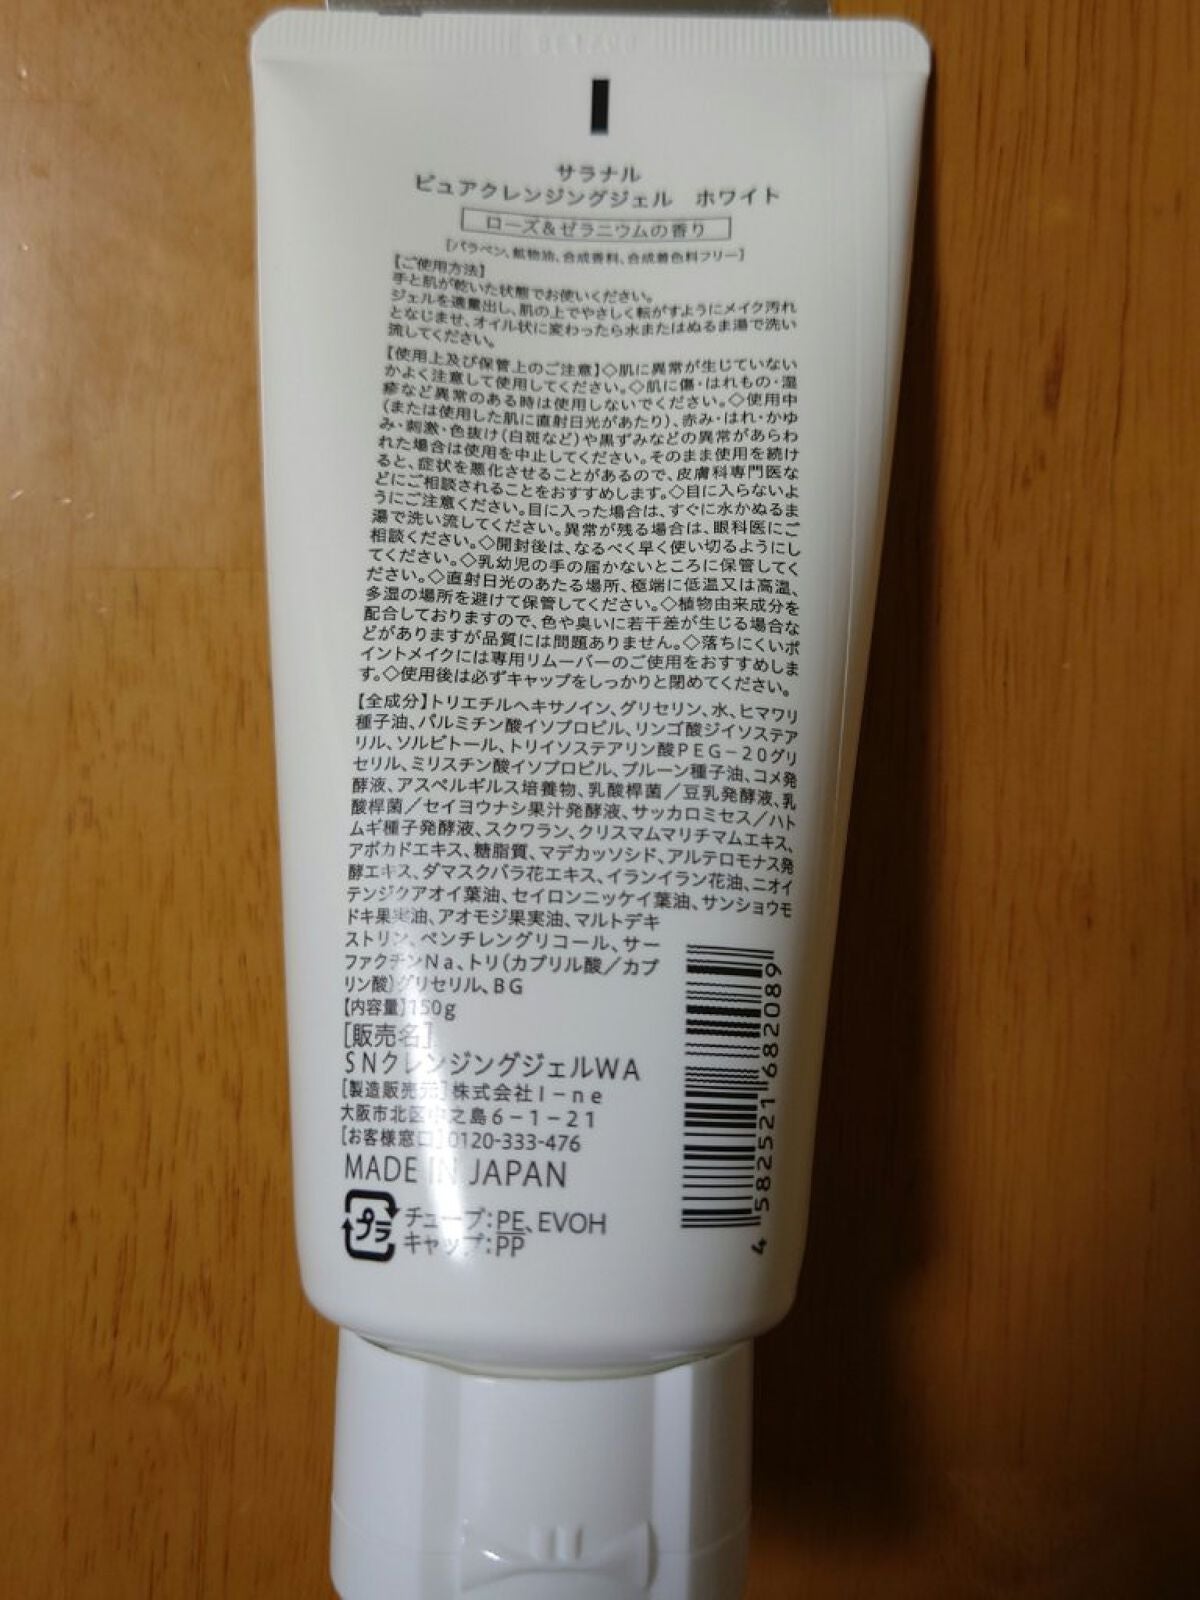 サラナル
ピュアクレンジングジェル ホワイト
ローズ&ゼラニウムの香り
[パラベン、鉱物油、合成香料、合成着色料フリー]
【ご使用方法】
手と肌が乾いた状態でお使いください。
ジェルを適量出し、肌の上でやさしく転がすようにメイク汚れ
となじませ、オイル状に変わったら水またはぬるま湯で洗い
流してください。
【使用上及び保管上のご注意】◇肌に異常が生じていない
かよく注意して使用してください。◇肌に傷・はれもの・湿
疹など異常のある時は使用しないでください。◇使用中
(または使用した肌に直射日光があたり)、赤み・はれ・かゆ
み・刺激・色抜け(白斑など)や黒ずみなどの異常があらわ
れた場合は使用を中止してください。そのまま使用を続け
ると、症状を悪化させることがあるので、皮膚科専門医な
どにご相談されることをおすすめします。◇目に入らないよ
うにご注意ください。目に入った場合は、すぐに水かぬるま
湯で洗い流してください。異常が残る場合は、眼科医にご
相談ください。◇開封後は、なるべく早く使い切るようにし
てください。◇乳幼児の手の届かないところに保管してく
ださい。◇直射日光のあたる場所、極端に低温又は高温、
多湿の場所を避けて保管してください。◇植物由来成分を
配合しておりますので、色や臭いに若干差が生じる場合な
どがありますが品質には問題ありません。◇落ちにくいポ
イントメイクには専用リムーバーのご使用をおすすめしま
す。◇使用後は必ずキャップをしっかりと閉めてください。
【全成分】トリエチルヘキサノイン、グリセリン、水、ヒマワリ
種子油、パルミチン酸イソプロピル、リンゴ酸ジイソステア
リル、ソルビトール、トリイソステアリン酸PEG-20グリ
セリル、ミリスチン酸イソプロピル、プルーン種子油、コメ発
酵液、アスペルギルス培養物、乳酸桿菌/豆乳発酵液、乳
酸桿菌/セイヨウナシ果汁発酵液、サッカロミセス/ハト
ムギ種子発酵液、スクワラン、クリスマムマリチマムエキス、
アボカドエキス、糖脂質、マデカッソシド、アルテロモナス発
酵エキス、ダマスクバラ花エキス、イランイラン花油、ニオイ
テンジクアオイ葉油、セイロンニッケイ葉油、サンショウモ
ドキ果実油、アオモジ果実油、マルトデキ
ストリン、ペンチレングリコール、サー
ファクチンNa、トリ(カプリル酸/カプ
リン酸)グリセリル、BG
[内容量]150g
[販売名]
SNクレンジングジェルWA
[製造販売元]株式会社I-ne
大阪市北区中之島6-1-21
[お客様窓口]0120-333-476
MADE IN JAPAN
プラ
チューブ:PE、EVOH
キャップ:PP
4 582521 682089